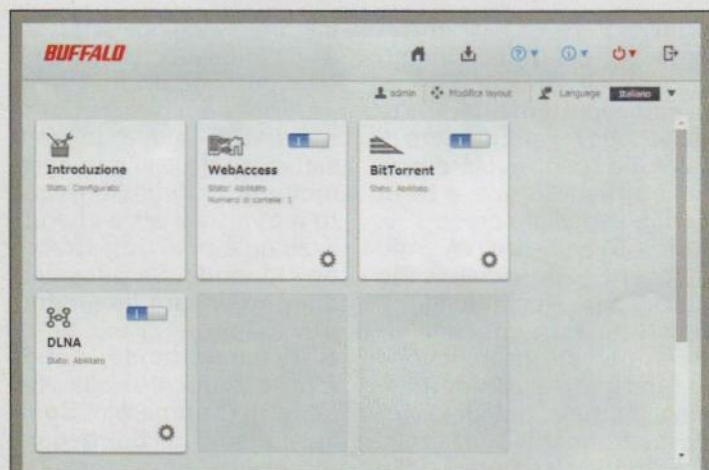 BUFFALO
admin Modifica layout Language Italiano
Introduzione
Stato: Configurato
WebAccess
Stato: Abilitato
Numero di cartelle: 1
BitTorrent
Stato: Abilitato
DLNA
Stato: Abilitato